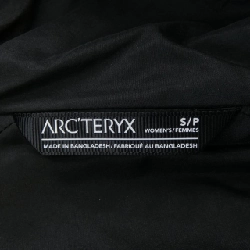 ARC'TERYX S/P
WOMEN'S/FEMMES
MADE IN BANGLADESH/FABRIQUÉ AU BANGLADESH